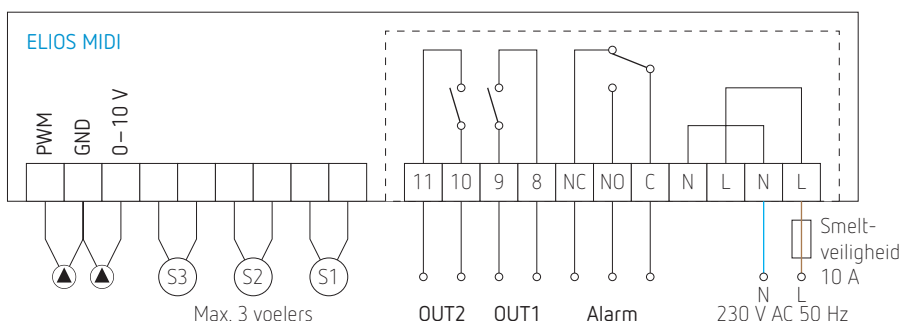 ELIOS MIDI
PWM
GND
0–10 V
11 10 9 8 NC NO C N L N L
Smelt-
veiligheid
10 A
S3 S2 S1
N L
Max. 3 voelers OUT2 OUT1 Alarm 230 V AC 50 Hz